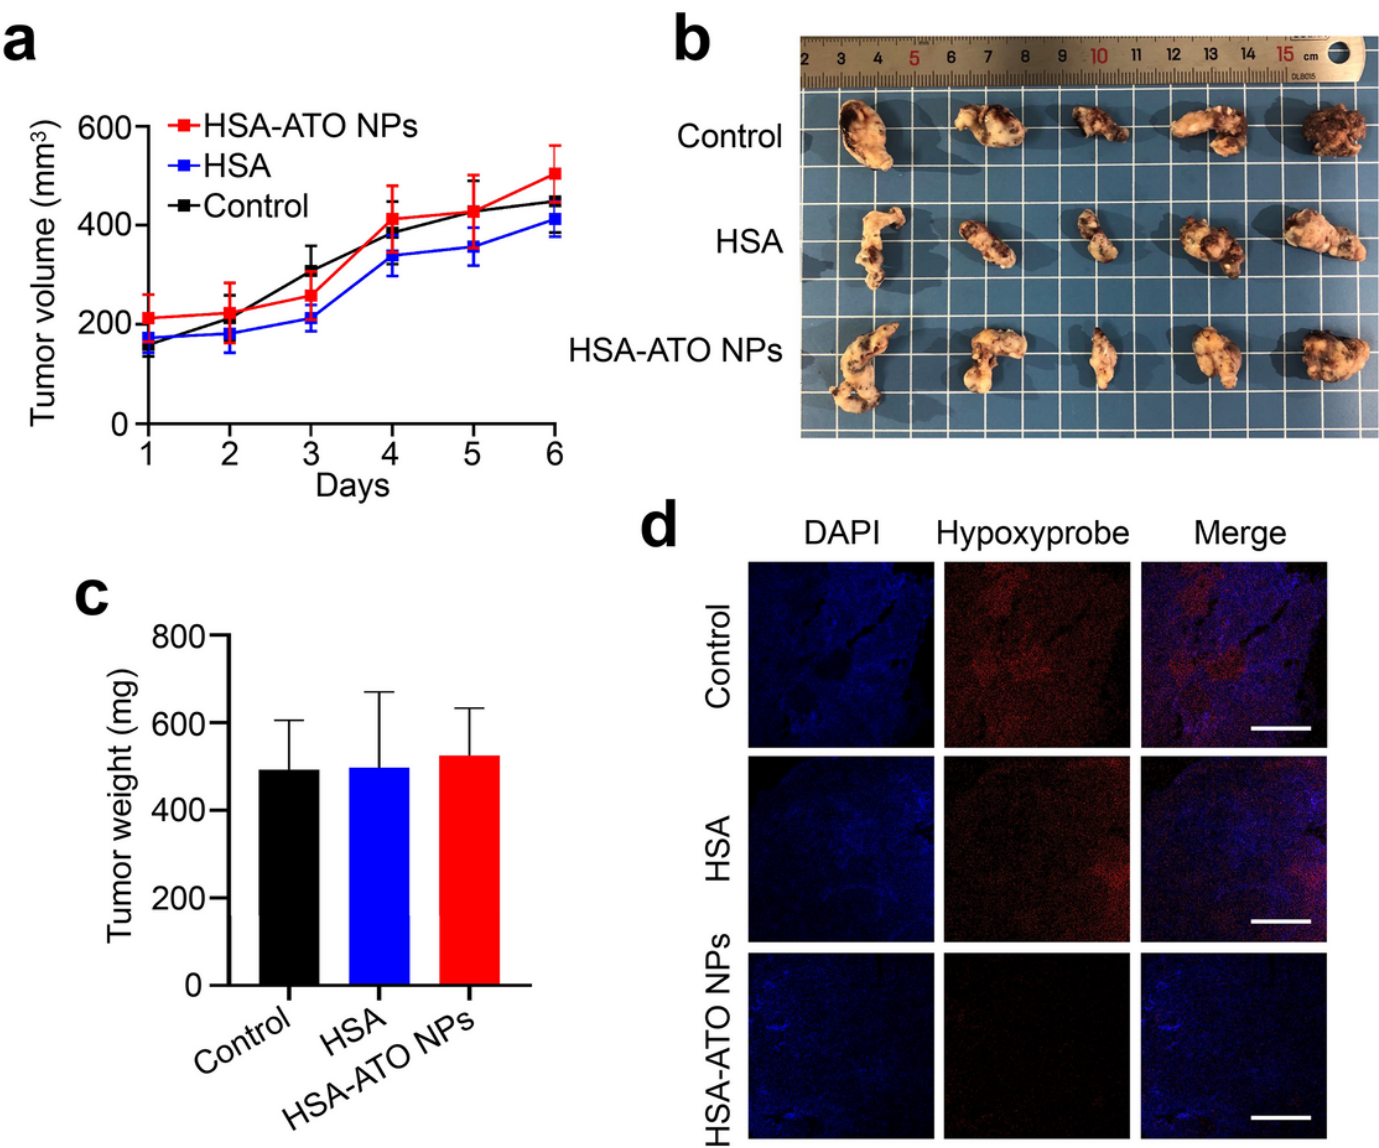 a
Tumor volume (mm³)
600
400
200
0
HSA-ATO NPs
HSA
Control
1 2 3 4 5 6
Days
b
2 3 4 5 6 7 8 9 10 11 12 13 14 15 cm
mm
DL8015
Control
HSA
HSA-ATO NPs
c
Tumor weight (mg)
800
600
400
200
0
Control
HSA
HSA-ATO NPs
d
DAPI Hypoxyprobe Merge
Control
HSA
HSA-ATO NPs